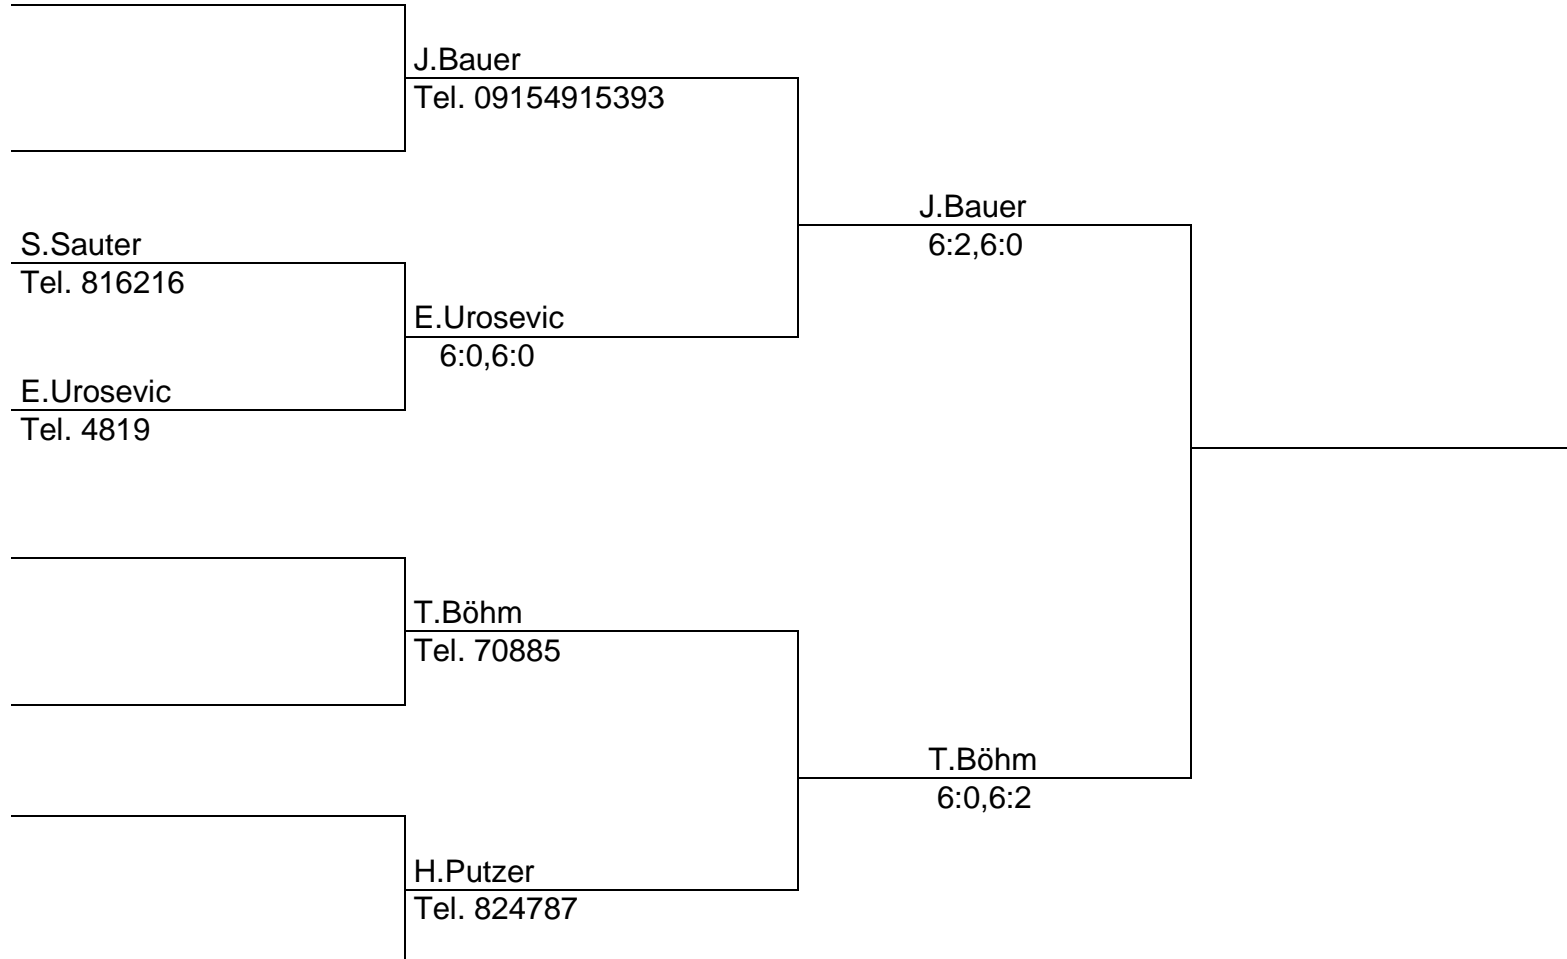 J.Bauer
Tel. 09154915393
J.Bauer
6:2,6:0
S.Sauter
Tel. 816216
E.Urosevic
6:0,6:0
E.Urosevic
Tel. 4819
T.Böhm
Tel. 70885
T.Böhm
6:0,6:2
H.Putzer
Tel. 824787